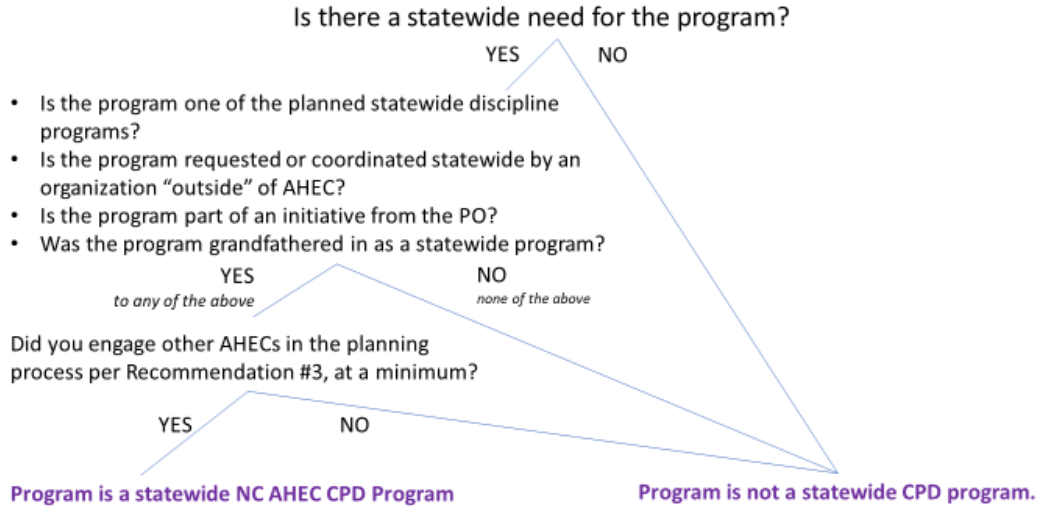 Is there a statewide need for the program?
YES NO
• Is the program one of the planned statewide discipline
programs?
• Is the program requested or coordinated statewide by an
organization “outside” of AHEC?
• Is the program part of an initiative from the PO?
• Was the program grandfathered in as a statewide program?
YES NO
to any of the above none of the above
Did you engage other AHECs in the planning
process per Recommendation #3, at a minimum?
YES NO
Program is a statewide NC AHEC CPD Program Program is not a statewide CPD program.